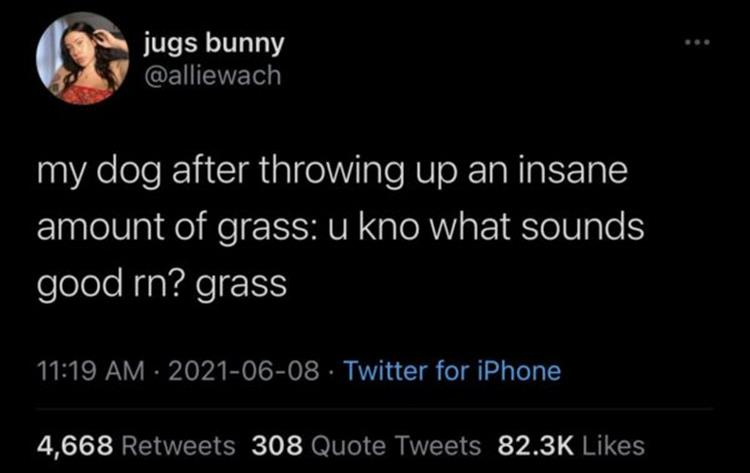 jugs bunny
@alliewach
my dog after throwing up an insane
amount of grass: u kno what sounds
good rn? grass
11:19 AM · 2021-06-08 · Twitter for iPhone
4,668 Retweets 308 Quote Tweets 82.3K Likes